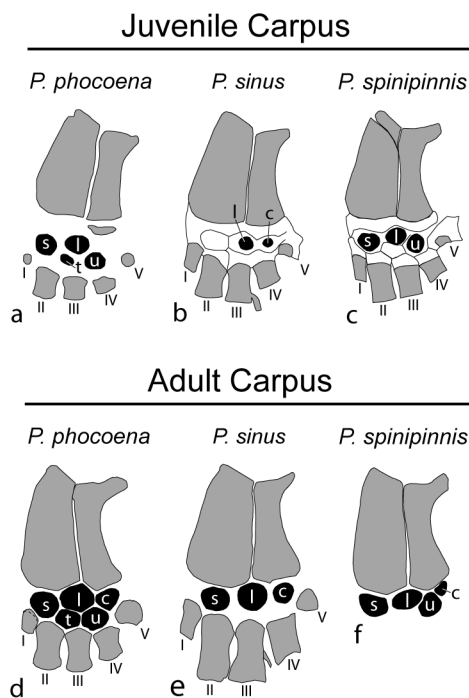 Juvenile Carpus
P. phocoena P. sinus P. spinipinnis
s l t u I II III IV V a
l c I II III IV V b
s l u I II III IV V c
Adult Carpus
P. phocoena P. sinus P. spinipinnis
s l c t u I II III IV V d
s l c I II III IV V e
s l u c f